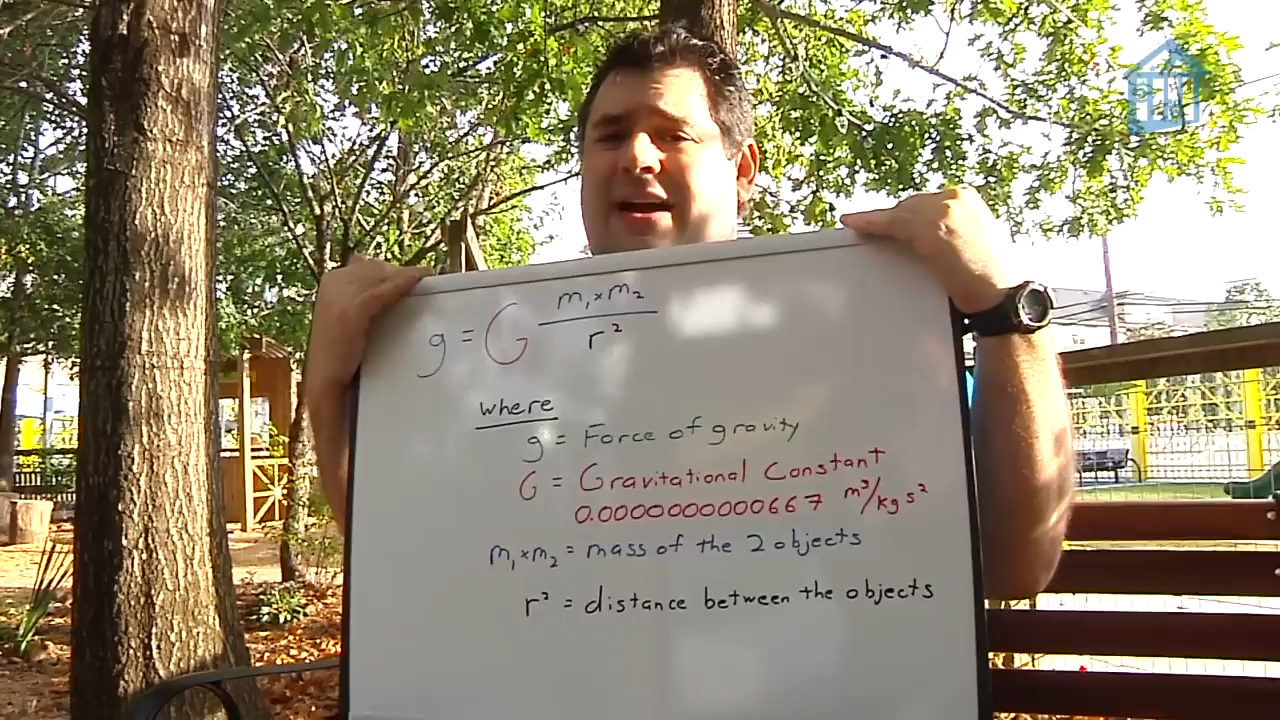 g = G m₁×m₂ / r²
where
g = Force of gravity
G = Gravitational Constant
0.0000000000667 m³/kg s²
m₁×m₂ = mass of the 2 objects
r² = distance between the objects